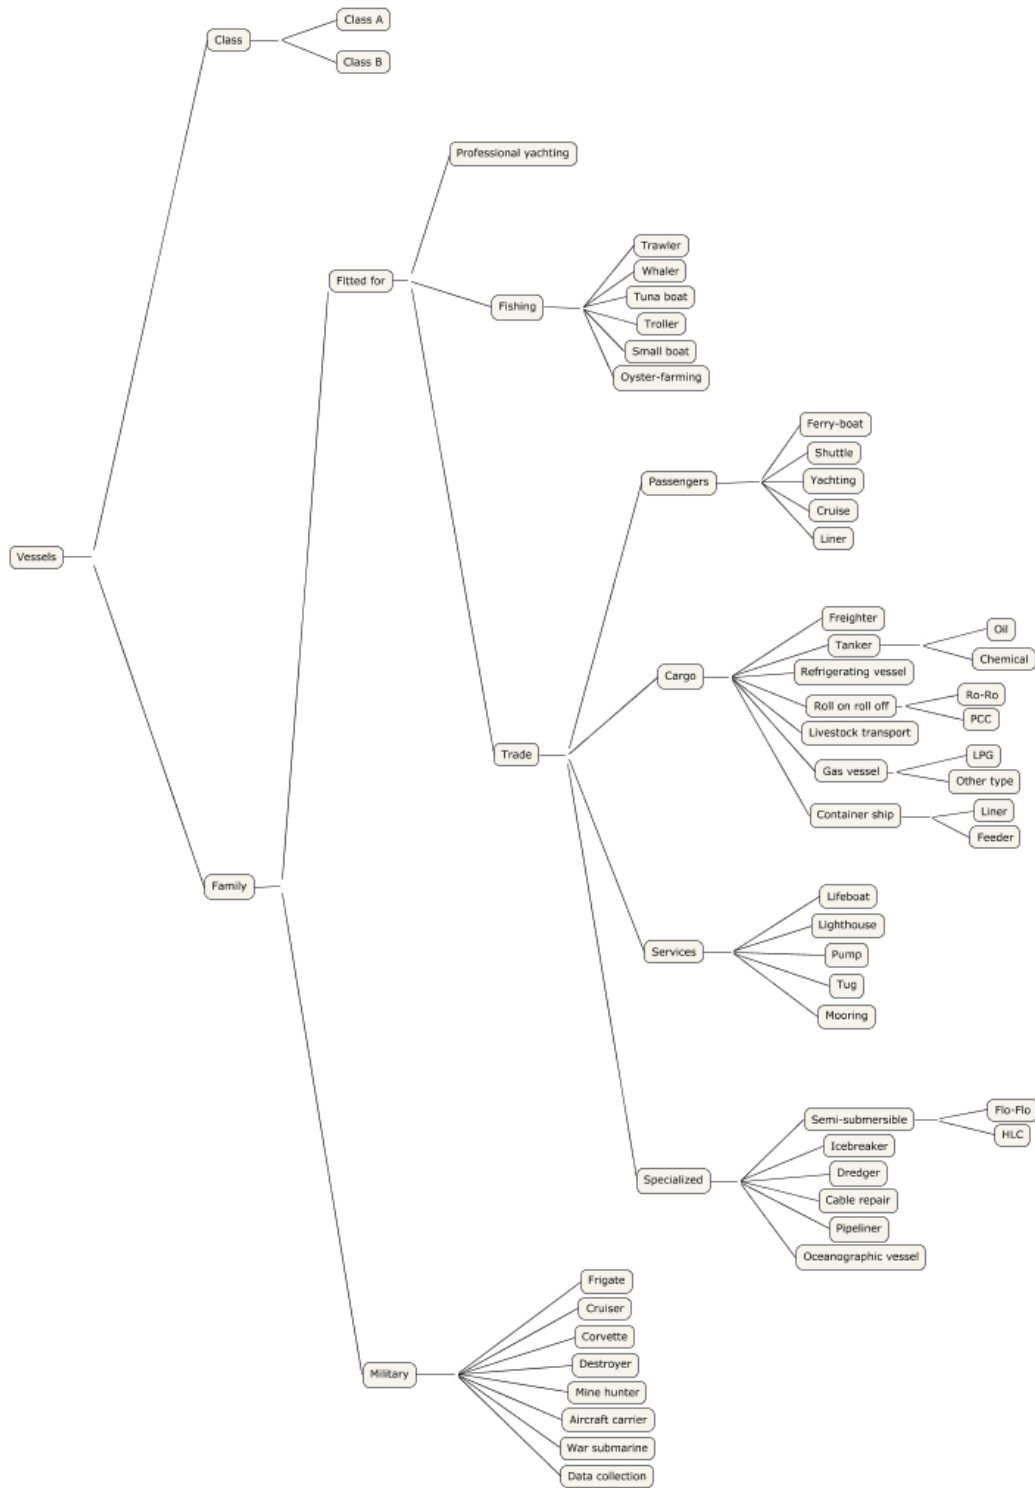 Class A
Class
Class B
Professional yachting
Trawler
Whaler
Fitted for
Tuna boat
Fishing
Troller
Small boat
Oyster-farming
Ferry-boat
Shuttle
Passengers
Yachting
Cruise
Liner
Vessels
Freighter
Oil
Tanker
Chemical
Refrigerating vessel
Cargo
Ro-Ro
Roll on roll off
PCC
Livestock transport
Trade
LPG
Gas vessel
Other type
Liner
Container ship
Feeder
Family
Lifeboat
Lighthouse
Services
Pump
Tug
Mooring
Flo-Flo
Semi-submersible
HLC
Icebreaker
Dredger
Specialized
Cable repair
Pipeliner
Oceanographic vessel
Frigate
Cruiser
Corvette
Destroyer
Military
Mine hunter
Aircraft carrier
War submarine
Data collection